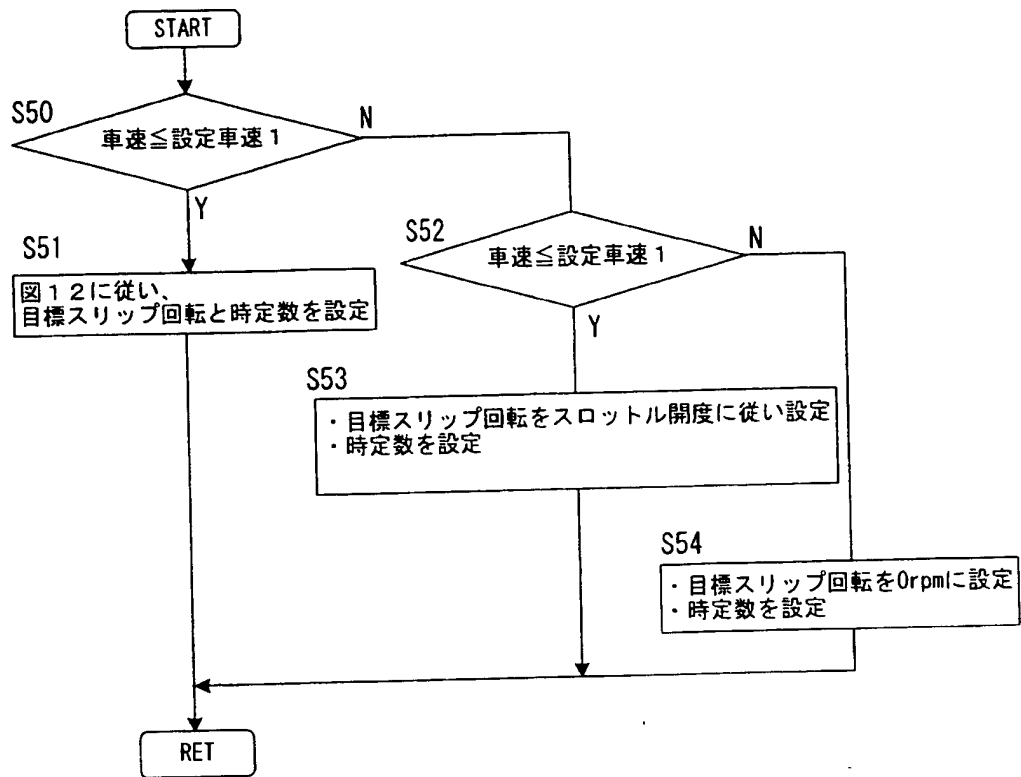 START
S50
車速≦設定車速1
N
Y
S51
図12に従い、
目標スリップ回転と時定数を設定
S52
車速≦設定車速1
N
Y
S53
・目標スリップ回転をスロットル開度に従い設定
・時定数を設定
S54
・目標スリップ回転を0rpmに設定
・時定数を設定
RET